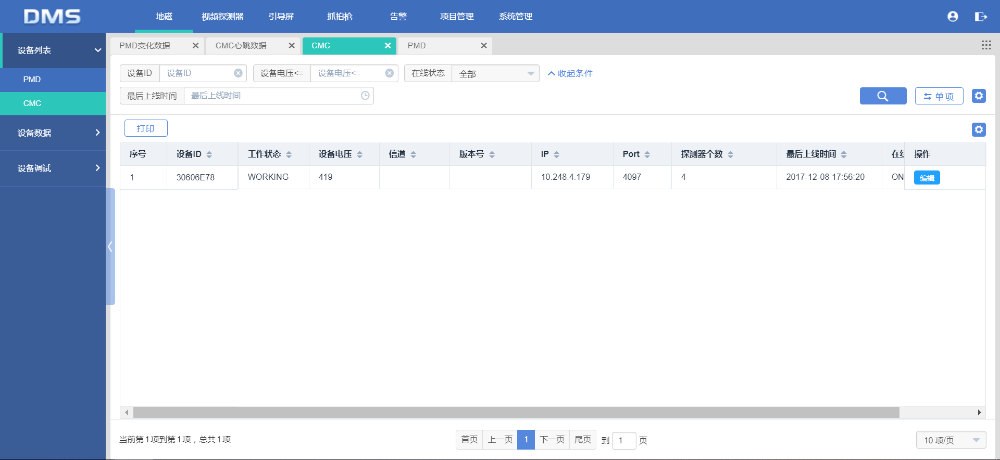 DMS
地磁 视频探测器 引导屏 抓拍枪 告警 项目管理 系统管理
设备列表
PMD
CMC
设备数据
设备调试
PMD变化数据 CMC心跳数据 CMC PMD
设备ID 设备ID 设备电压<= 设备电压<= 在线状态 全部 收起条件
最后上线时间 最后上线时间 单项
打印
序号 设备ID 工作状态 设备电压 信道 版本号 IP Port 探测器个数 最后上线时间 在线 操作
1 30606E78 WORKING 419 10.248.4.179 4097 4 2017-12-08 17:56:20 ON 编辑
当前第1项到第1项，总共1项 首页 上一页 1 下一页 尾页 到 1 页 10 项/页